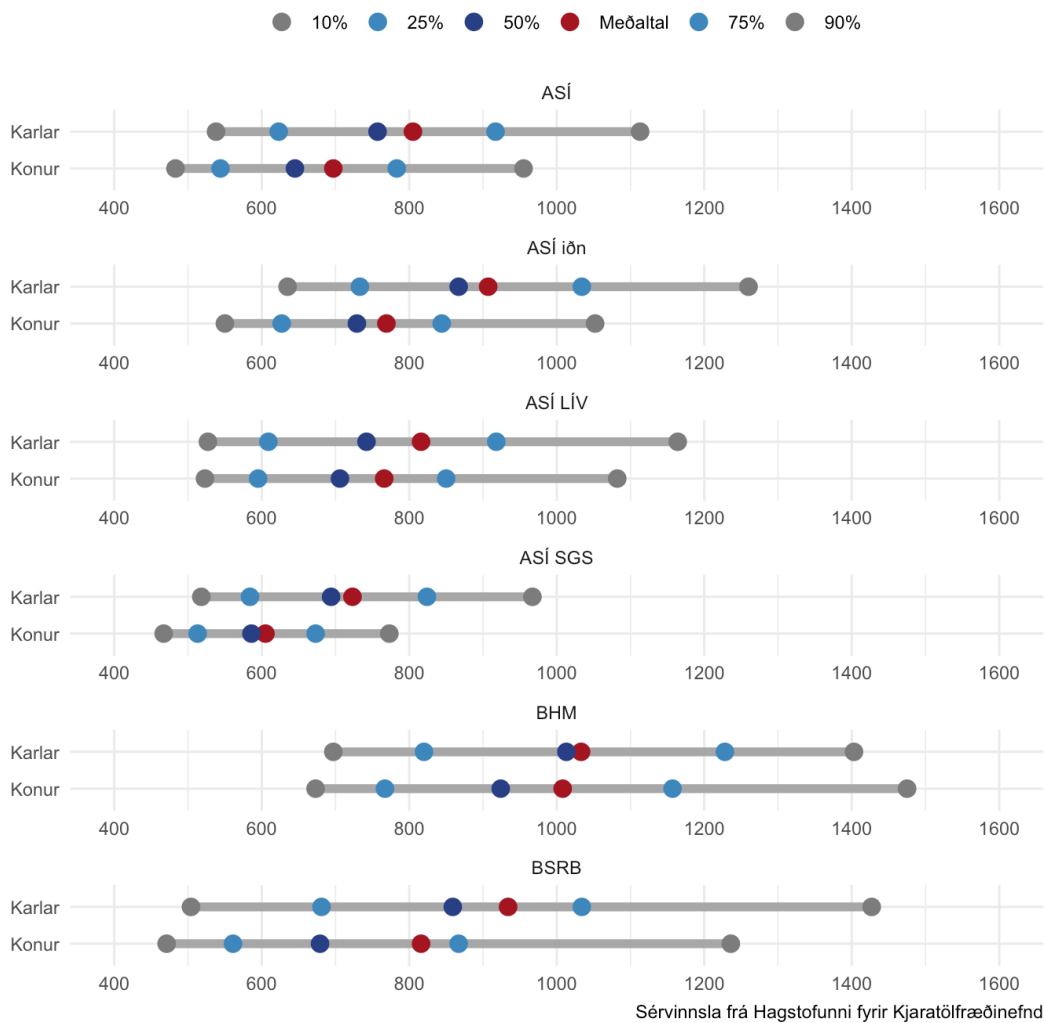 10% 25% 50% Meðaltal 75% 90%
ASÍ
Karlar
Konur
400 600 800 1000 1200 1400 1600
ASÍ iðn
Karlar
Konur
400 600 800 1000 1200 1400 1600
ASÍ LÍV
Karlar
Konur
400 600 800 1000 1200 1400 1600
ASÍ SGS
Karlar
Konur
400 600 800 1000 1200 1400 1600
BHM
Karlar
Konur
400 600 800 1000 1200 1400 1600
BSRB
Karlar
Konur
400 600 800 1000 1200 1400 1600
Sérvinnsla frá Hagstofunni fyrir Kjaratölfræðinefnd